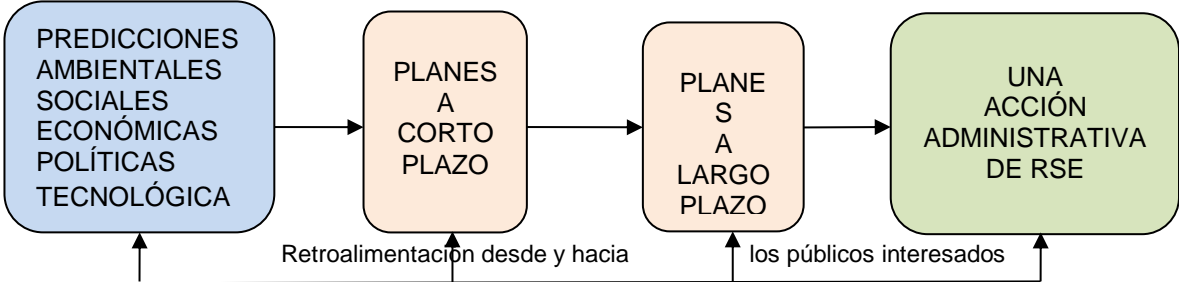 PREDICCIONES
AMBIENTALES
SOCIALES
ECONÓMICAS
POLÍTICAS
TECNOLÓGICA
PLANES
A
CORTO
PLAZO
PLANE
S
A
LARGO
PLAZO
UNA
ACCIÓN
ADMINISTRATIVA
DE RSE
Retroalimentación desde y hacia los públicos interesados